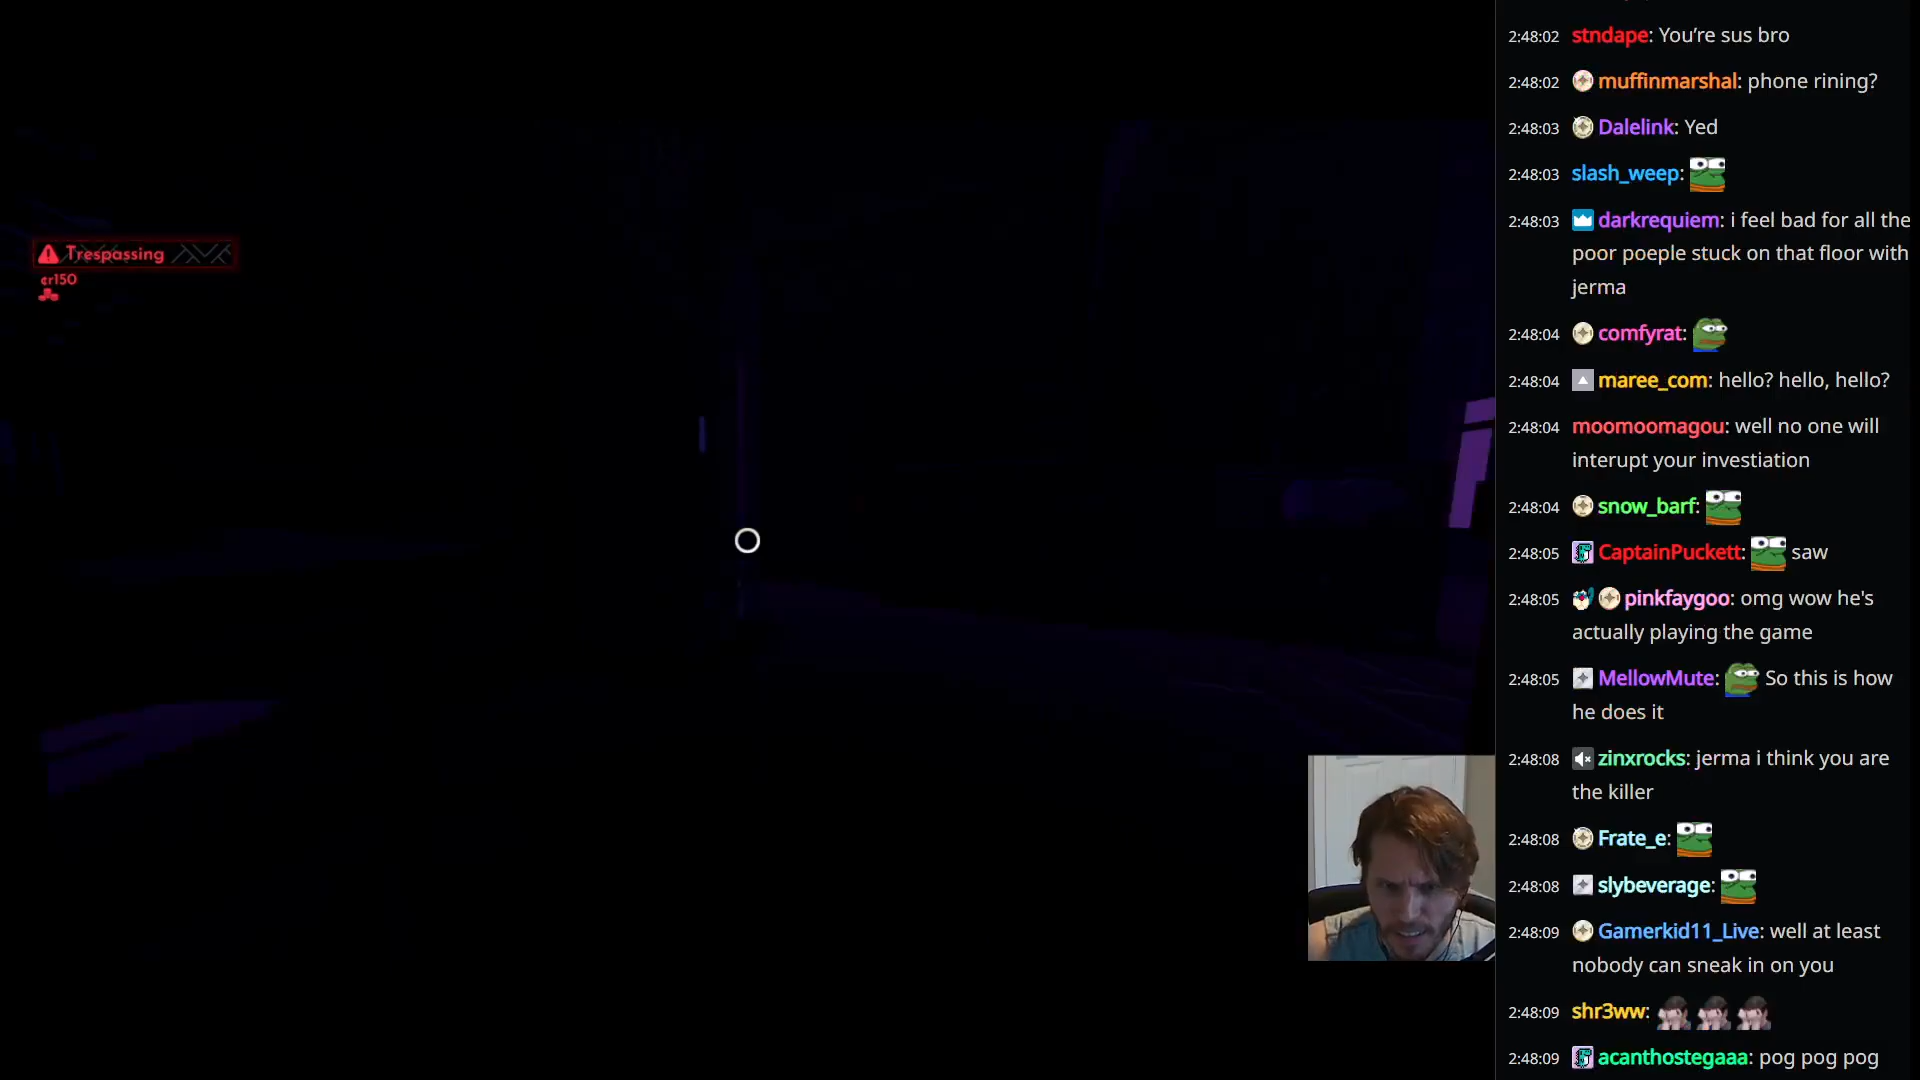 Trespassing
cr150
2:48:02 stndape: You're sus bro
2:48:02 muffinmarshal: phone rining?
2:48:03 Dalelink: Yed
2:48:03 slash_weep:
2:48:03 darkrequiem: i feel bad for all the
poor poeple stuck on that floor with
jerma
2:48:04 comfyrat:
2:48:04 maree_com: hello? hello, hello?
2:48:04 moomoomagou: well no one will
interupt your investiation
2:48:04 snow_barf:
2:48:05 CaptainPuckett: saw
2:48:05 pinkfaygoo: omg wow he's
actually playing the game
2:48:05 MellowMute: So this is how
he does it
2:48:08 zinxrocks: jerma i think you are
the killer
2:48:08 Frate_e:
2:48:08 slybeverage:
2:48:09 Gamerkid11_Live: well at least
nobody can sneak in on you
2:48:09 shr3ww:
2:48:09 acanthostegaaa: pog pog pog